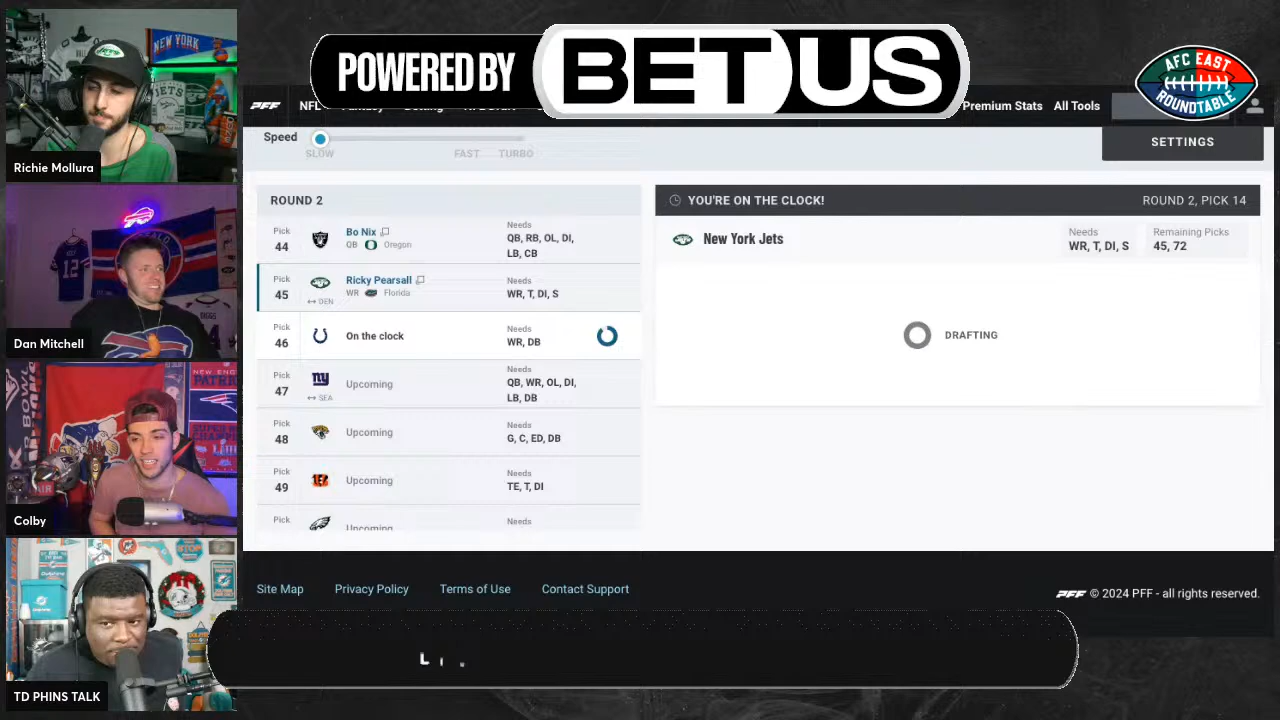 POWERED BY BETUS
AFC EAST
ROUNDTABLE
NEW YORK
JETS
Richie Mollura
12
Dan Mitchell
Colby
TD PHINS TALK
PFF
NFL
Premium Stats
All Tools
Speed
SLOW
FAST
TURBO
SETTINGS
ROUND 2
Pick
44
Bo Nix
QB Oregon
Needs
QB, RB, OL, DI,
LB, CB
Pick
45
↔ DEN
Ricky Pearsall
WR Florida
Needs
WR, T, DI, S
Pick
46
On the clock
Needs
WR, DB
Pick
47
↔ SEA
Upcoming
Needs
QB, WR, OL, DI,
LB, DB
Pick
48
Upcoming
Needs
G, C, ED, DB
Pick
49
Upcoming
Needs
TE, T, DI
Pick
Upcoming
Needs
YOU'RE ON THE CLOCK!
ROUND 2, PICK 14
New York Jets
Needs
WR, T, DI, S
Remaining Picks
45, 72
DRAFTING
Site Map
Privacy Policy
Terms of Use
Contact Support
PFF © 2024 PFF - all rights reserved.